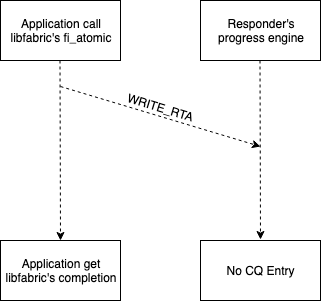 Application call
libfabric's fi_atomic
Responder's
progress engine
WRITE_RTA
Application get
libfabric's completion
No CQ Entry